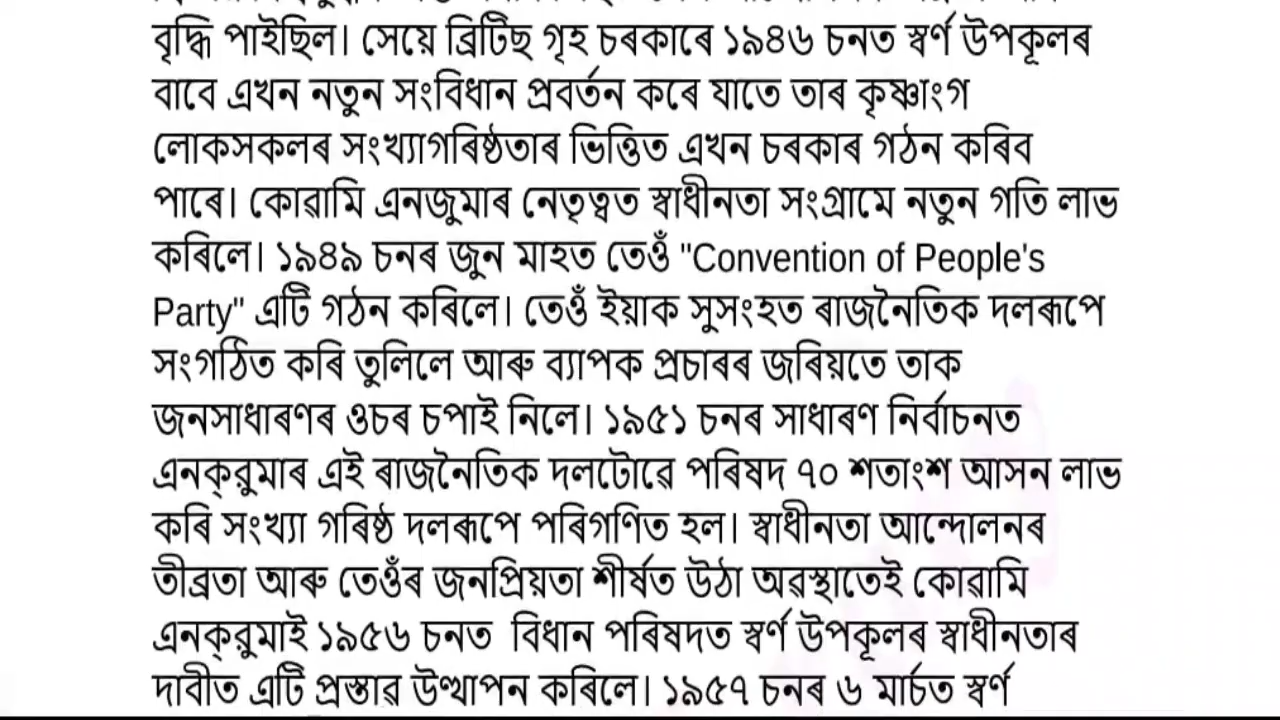 বৃদ্ধি পাইছিল। সেয়ে ব্ৰিটিছ গৃহ চৰকাৰে ১৯৪৬ চনত স্বৰ্ণ উপকূলৰ
বাবে এখন নতুন সংবিধান প্ৰবৰ্তন কৰে যাতে তাৰ কৃষ্ণাংগ
লোকসকলৰ সংখ্যাগৰিষ্ঠতাৰ ভিত্তিত এখন চৰকাৰ গঠন কৰিব
পাৰে। কোৱামি এনজুমাৰ নেতৃত্বত স্বাধীনতা সংগ্ৰামে নতুন গতি লাভ
কৰিলে। ১৯৪৯ চনৰ জুন মাহত তেওঁ "Convention of People's
Party" এটি গঠন কৰিলে। তেওঁ ইয়াক সুসংহত ৰাজনৈতিক দলৰূপে
সংগঠিত কৰি তুলিলে আৰু ব্যাপক প্ৰচাৰৰ জৰিয়তে তাক
জনসাধাৰণৰ ওচৰ চপাই নিলে। ১৯৫১ চনৰ সাধাৰণ নিৰ্বাচনত
এনক্ৰুমাৰ এই ৰাজনৈতিক দলটোৱে পৰিষদ ৭০ শতাংশ আসন লাভ
কৰি সংখ্যা গৰিষ্ঠ দলৰূপে পৰিগণিত হল। স্বাধীনতা আন্দোলনৰ
তীব্ৰতা আৰু তেওঁৰ জনপ্ৰিয়তা শীৰ্ষত উঠা অৱস্থাতেই কোৱামি
এনক্ৰুমাই ১৯৫৬ চনত বিধান পৰিষদত স্বৰ্ণ উপকূলৰ স্বাধীনতাৰ
দাবীত এটি প্ৰস্তাৱ উত্থাপন কৰিলে। ১৯৫৭ চনৰ ৬ মাৰ্চত স্বৰ্ণ